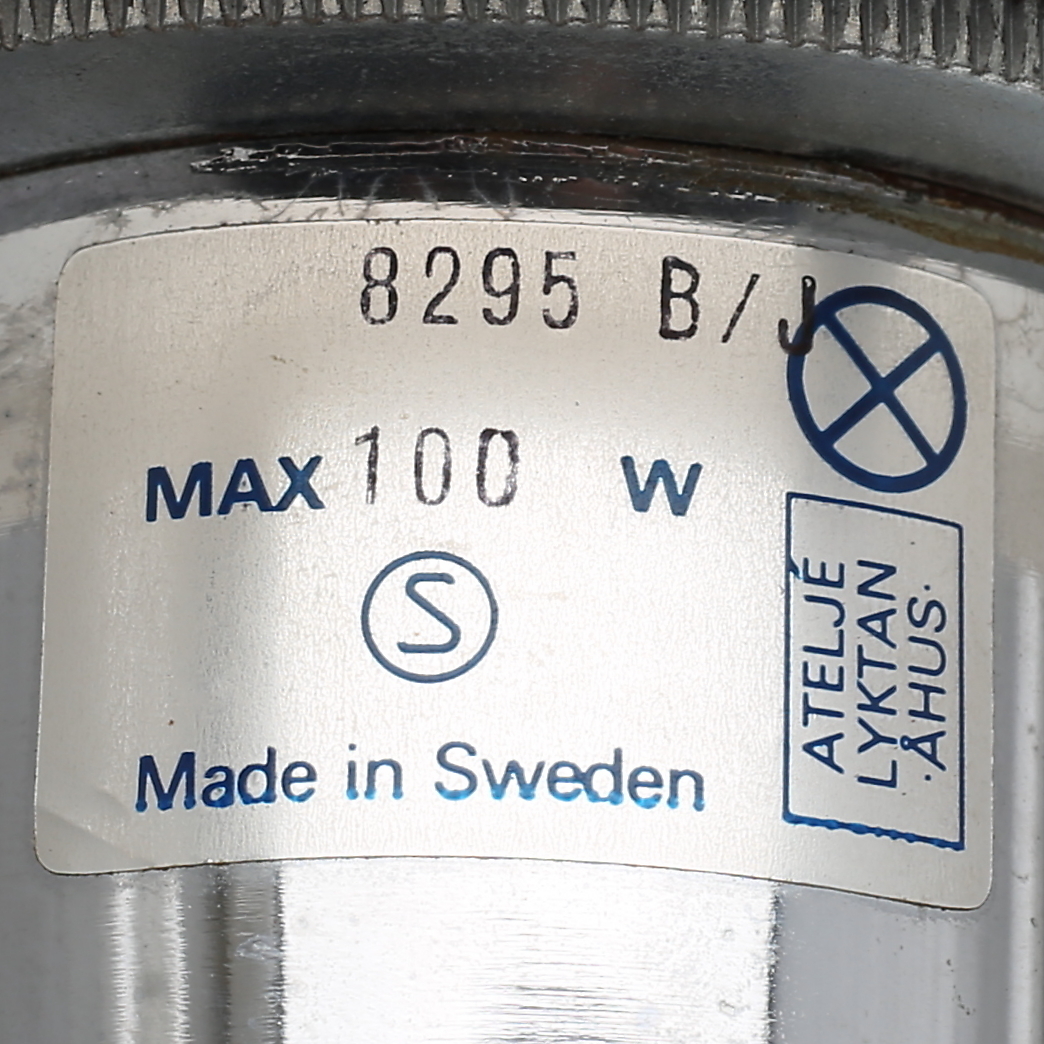 8295 B/J
MAX 100 W
S
Made in Sweden
ATELJÉ
LYKTAN
·ÅHUS·